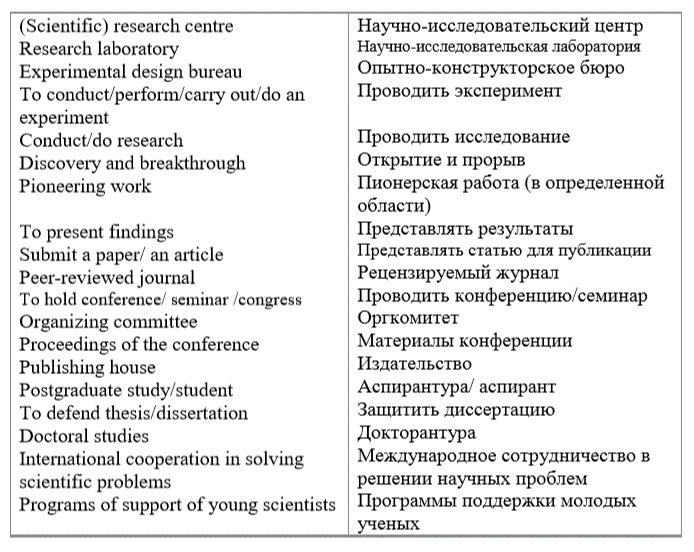 (Scientific) research centre
Research laboratory
Experimental design bureau
To conduct/perform/carry out/do an
experiment
Conduct/do research
Discovery and breakthrough
Pioneering work
To present findings
Submit a paper/ an article
Peer-reviewed journal
To hold conference/ seminar /congress
Organizing committee
Proceedings of the conference
Publishing house
Postgraduate study/student
To defend thesis/dissertation
Doctoral studies
International cooperation in solving
scientific problems
Programs of support of young scientists
Научно-исследовательский центр
Научно-исследовательская лаборатория
Опытно-конструкторское бюро
Проводить эксперимент
Проводить исследование
Открытие и прорыв
Пионерская работа (в определенной
области)
Представлять результаты
Представлять статью для публикации
Рецензируемый журнал
Проводить конференцию/семинар
Оргкомитет
Материалы конференции
Издательство
Аспирантура/ аспирант
Защитить диссертацию
Докторантура
Международное сотрудничество в
решении научных проблем
Программы поддержки молодых
ученых